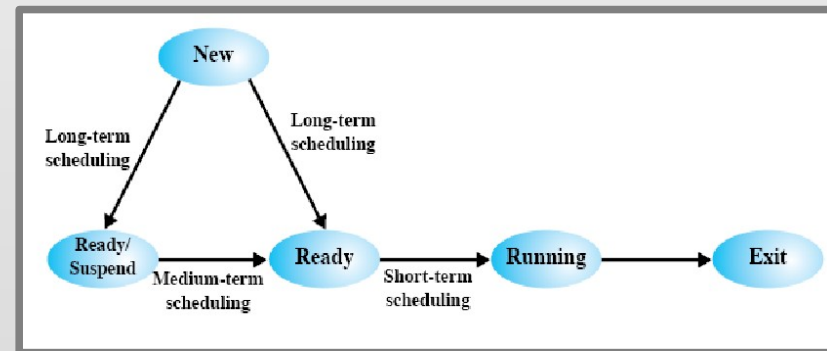 New
Long-term
scheduling
Long-term
scheduling
Ready/
Suspend
Medium-term
scheduling
Ready
Short-term
scheduling
Running
Exit